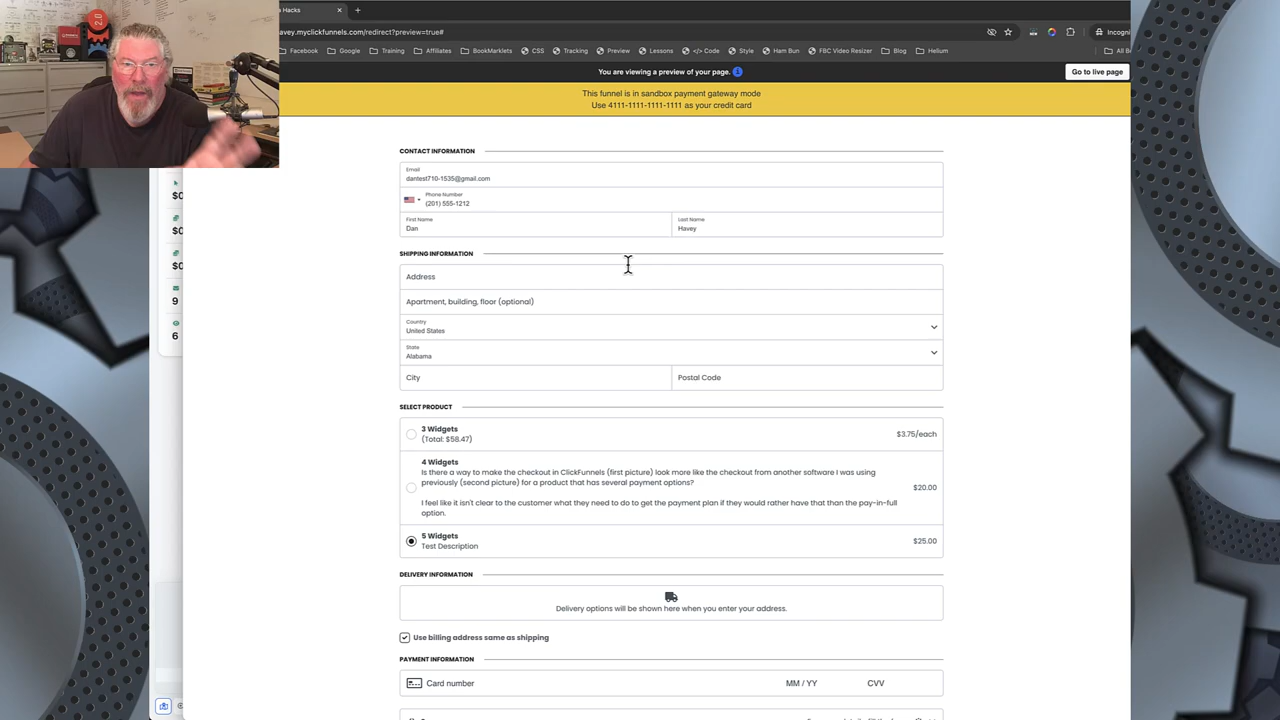 Hacks
avey.myclickfunnels.com/redirect?preview=true#
Incogni
Facebook Google Training Affiliates BookMarklets CSS Tracking Preview Lessons </> Code Style Ham Bun FBC Video Resizer Blog Helium All B
You are viewing a preview of your page.
Go to live page
This funnel is in sandbox payment gateway mode
Use 4111-1111-1111-1111 as your credit card
2.0
CONTACT INFORMATION
Email
dantest710-1535@gmail.com
Phone Number
(201) 555-1212
First Name
Dan
Last Name
Havey
SHIPPING INFORMATION
Address
Apartment, building, floor (optional)
Country
United States
State
Alabama
City
Postal Code
SELECT PRODUCT
3 Widgets
(Total: $58.47)
$3.75/each
4 Widgets
Is there a way to make the checkout in ClickFunnels (first picture) look more like the checkout from another software I was using
previously (second picture) for a product that has several payment options?
I feel like it isn't clear to the customer what they need to do to get the payment plan if they would rather have that than the pay-in-full
option.
$20.00
5 Widgets
Test Description
$25.00
DELIVERY INFORMATION
Delivery options will be shown here when you enter your address.
Use billing address same as shipping
PAYMENT INFORMATION
Card number
MM / YY
CVV
$0
$0
$0
9
6